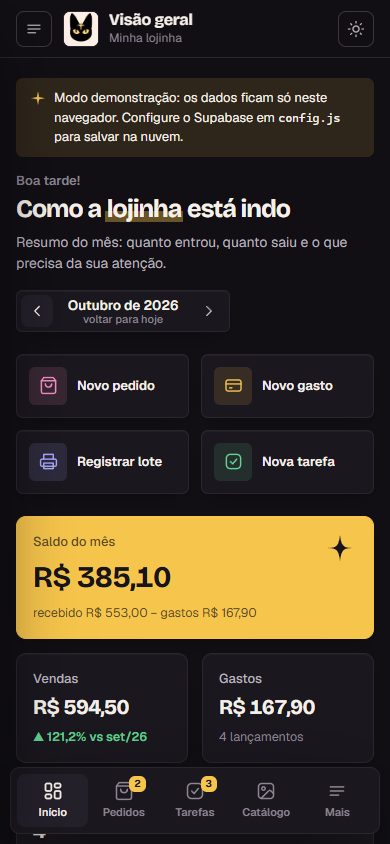 Visão geral
Minha lojinha
Modo demonstração: os dados ficam só neste
navegador. Configure o Supabase em config.js
para salvar na nuvem.
Boa tarde!
Como a lojinha está indo
Resumo do mês: quanto entrou, quanto saiu e o que
precisa da sua atenção.
Outubro de 2026
voltar para hoje
Novo pedido
Novo gasto
Registrar lote
Nova tarefa
Saldo do mês
R$ 385,10
recebido R$ 553,00 – gastos R$ 167,90
Vendas
Gastos
R$ 594,50
R$ 167,90
▲ 121,2% vs set/26
4 lançamentos
2
3
Início
Pedidos
Tarefas
Catálogo
Mais